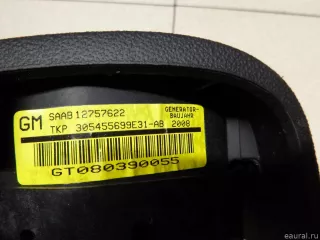 GM SAAB 12757622
TKP 305455699E31-AB
GENERATOR-
BAUJAHR
2008
GT080390055
eaural.ru